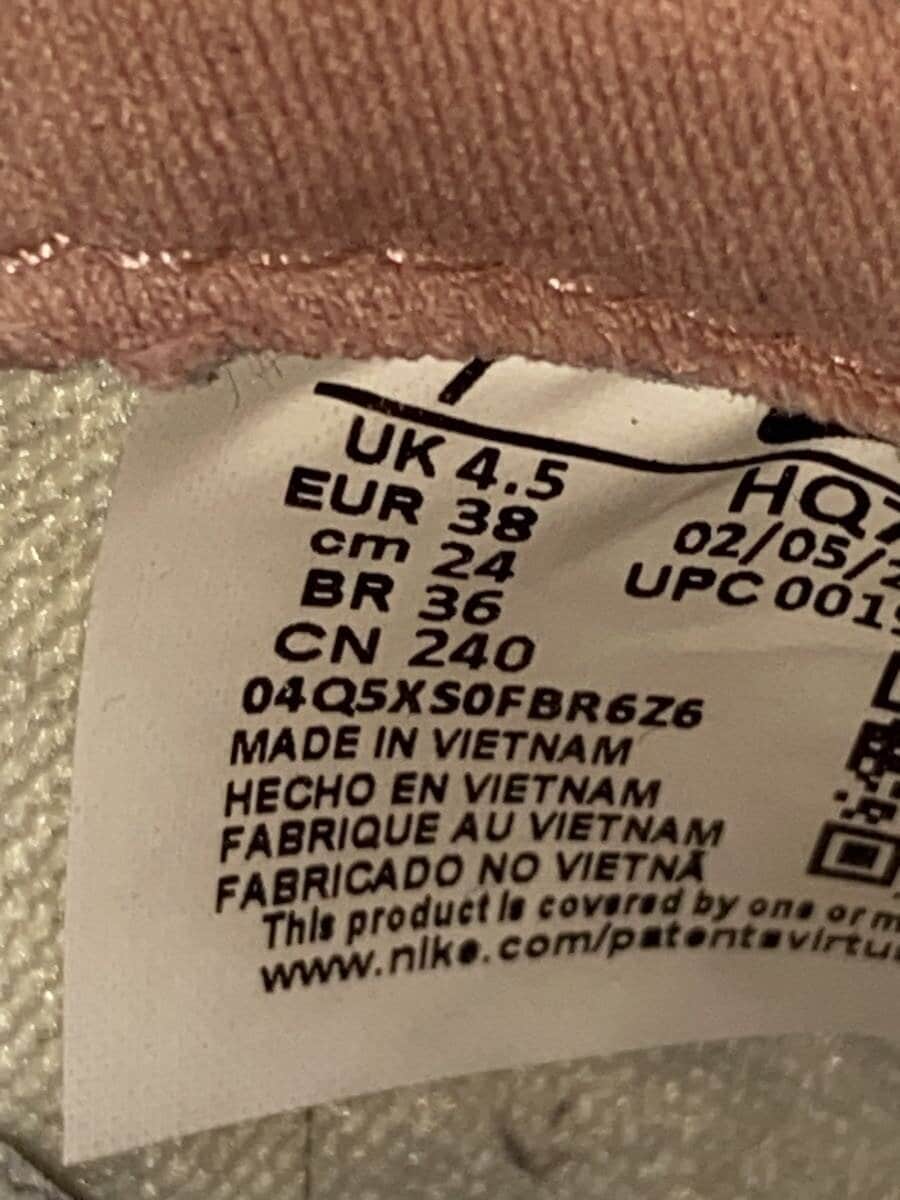 UK 4.5
EUR 38
cm 24
BR 36
CN 240
04Q5XS0FBR6Z6
MADE IN VIETNAM
HECHO EN VIETNAM
FABRIQUE AU VIETNAM
FABRICADO NO VIETNÃ
This product is covered by one or m
www.nike.com/patentsvirtu
HQ7
02/05/2
UPC 0019